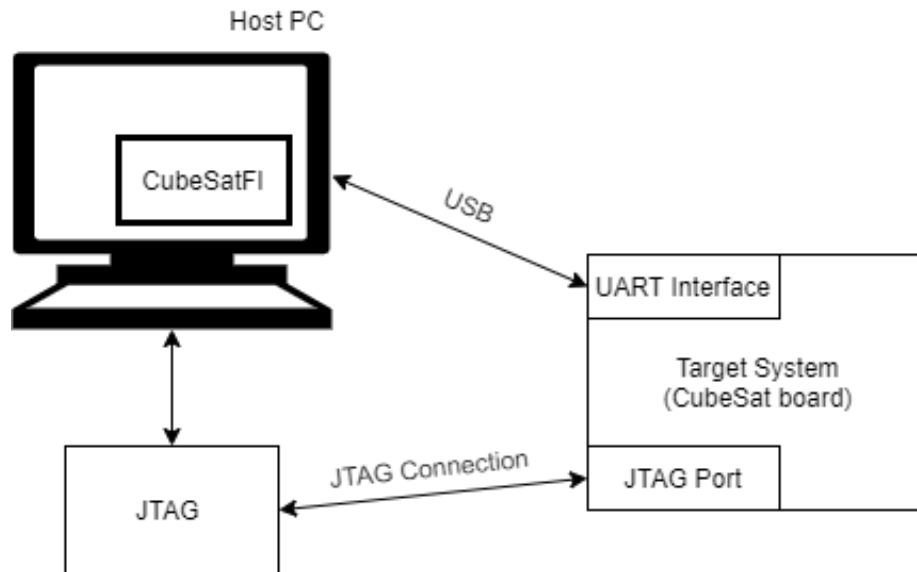 Host PC
CubeSatFI
USB
UART Interface
Target System
(CubeSat board)
JTAG Connection
JTAG Port
JTAG